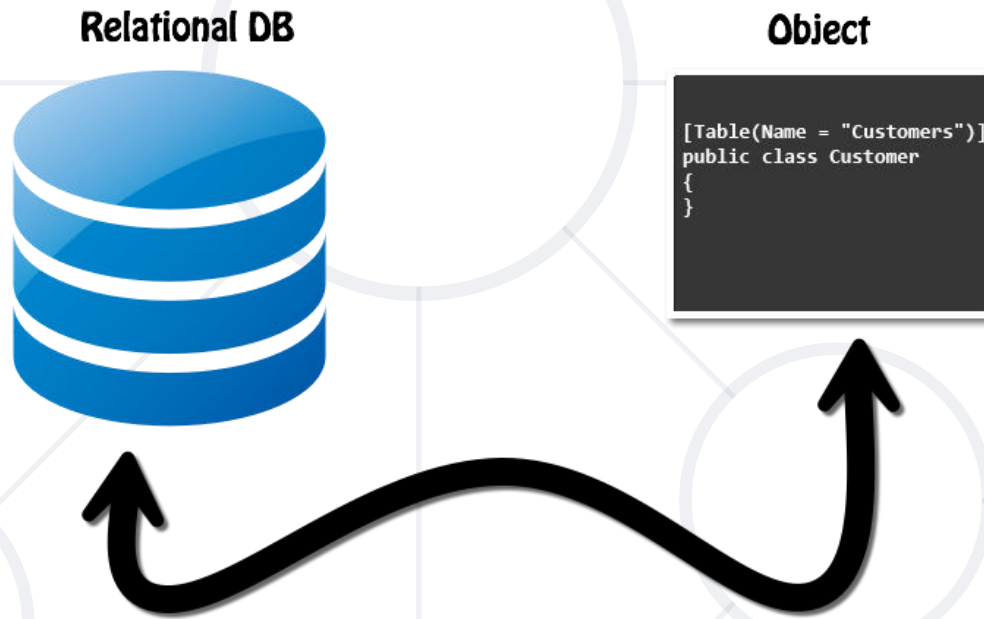 Relational DB
Object
[Table(Name = "Customers")]
public class Customer
{
}